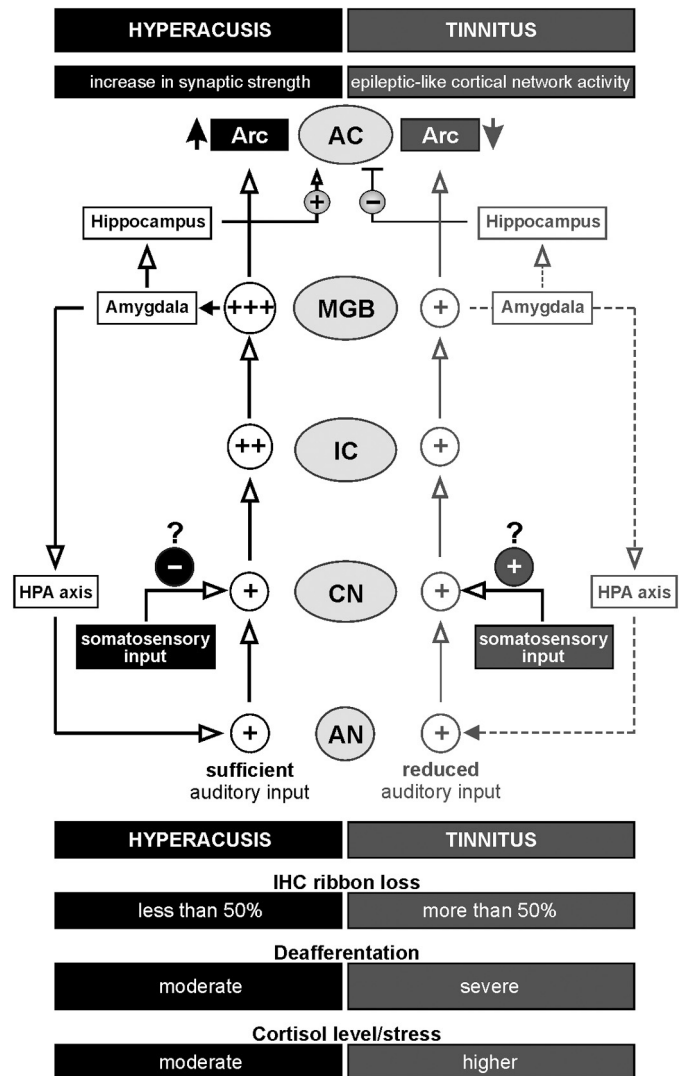 HYPERACUSIS TINNITUS
increase in synaptic strength epileptic-like cortical network activity
Arc AC Arc
+ −
Hippocampus Hippocampus
Amygdala +++ MGB + Amygdala
++ IC +
? ?
− +
HPA axis + CN + HPA axis
somatosensory somatosensory
input input
+ AN +
sufficient reduced
auditory input auditory input
HYPERACUSIS TINNITUS
IHC ribbon loss
less than 50% more than 50%
Deafferentation
moderate severe
Cortisol level/stress
moderate higher